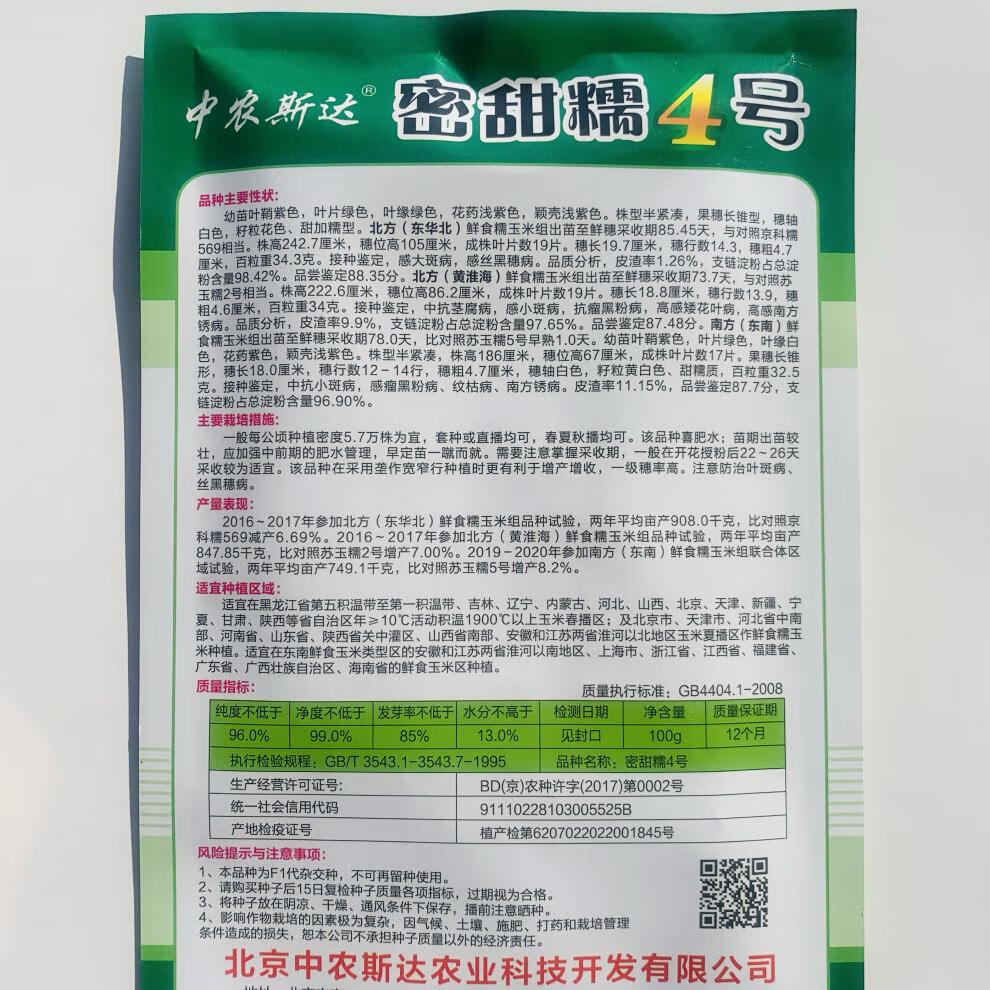 中农斯达® 密甜糯4号
品种主要性状：
幼苗叶鞘紫色，叶片绿色，叶缘绿色，花药浅紫色，颖壳浅紫色。株型半紧凑，果穗长锥型，穗轴
白色，籽粒花色、甜加糯型。北方（东华北）鲜食糯玉米组出苗至鲜穗采收期85.45天，与对照京科糯
569相当。株高242.7厘米，穗位高105厘米，成株叶片数19片。穗长19.7厘米，穗行数14.3，穗粗4.7
厘米，百粒重34.3克。接种鉴定，感大斑病，感丝黑穗病。品质分析，皮渣率1.26%，支链淀粉占总淀
粉含量98.42%。品尝鉴定88.35分。北方（黄淮海）鲜食糯玉米组出苗至鲜穗采收期73.7天，与对照苏
玉糯2号相当。株高222.6厘米，穗位高86.2厘米，成株叶片数19片。穗长18.8厘米，穗行数13.9，穗
粗4.6厘米，百粒重34克。接种鉴定，中抗茎腐病，感小斑病，抗瘤黑粉病，高感矮花叶病，高感南方
锈病。品质分析，皮渣率9.9%，支链淀粉占总淀粉含量97.65%。品尝鉴定87.48分。南方（东南）鲜
食糯玉米组出苗至鲜穗采收期78.0天，比对照苏玉糯5号早熟1.0天。幼苗叶鞘紫色，叶片绿色，叶缘白
色，花药紫色，颖壳浅紫色。株型半紧凑，株高186厘米，穗位高67厘米，成株叶片数17片。果穗长锥
形，穗长18.0厘米，穗行数12－14行，穗粗4.7厘米，穗轴白色，籽粒黄白色、甜糯质，百粒重32.5
克。接种鉴定，中抗小斑病，感瘤黑粉病、纹枯病、南方锈病。皮渣率11.15%，品尝鉴定87.7分，支
链淀粉占总淀粉含量96.90%。
主要栽培措施：
一般每公顷种植密度5.7万株为宜，套种或直播均可，春夏秋播均可。该品种喜肥水；苗期出苗较
壮，应加强中前期的肥水管理，早定苗一蹴而就。需要注意掌握采收期，一般在开花授粉后22～26天
采收较为适宜。该品种在采用垄作宽窄行种植时更有利于增产增收，一级穗率高。注意防治叶斑病、
丝黑穗病。
产量表现：
2016～2017年参加北方（东华北）鲜食糯玉米组品种试验，两年平均亩产908.0千克，比对照京
科糯569减产6.69%。2016～2017年参加北方（黄淮海）鲜食糯玉米组品种试验，两年平均亩产
847.85千克，比对照苏玉糯2号增产7.00%。2019－2020年参加南方（东南）鲜食糯玉米组联合体区
域试验，两年平均亩产749.1千克，比对照苏玉糯5号增产8.2%。
适宜种植区域：
适宜在黑龙江省第五积温带至第一积温带、吉林、辽宁、内蒙古、河北、山西、北京、天津、新疆、宁
夏、甘肃、陕西等省自治区年≥10℃活动积温1900℃以上玉米春播区；及北京市、天津市、河北省中南
部、河南省、山东省、陕西省关中灌区、山西省南部、安徽和江苏两省淮河以北地区玉米夏播区作鲜食糯玉
米种植。适宜在东南鲜食玉米类型区的安徽和江苏两省淮河以南地区、上海市、浙江省、江西省、福建省、
广东省、广西壮族自治区、海南省的鲜食玉米区种植。
质量指标： 质量执行标准：GB4404.1-2008
纯度不低于 净度不低于 发芽率不低于 水分不高于 检测日期 净含量 质量保证期
96.0% 99.0% 85% 13.0% 见封口 100g 12个月
执行检验规程：GB/T 3543.1-3543.7-1995 品种名称：密甜糯4号
生产经营许可证号： BD(京)农种许字(2017)第0002号
统一社会信用代码 91110228103005525B
产地检疫证号 植产检第6207022022001845号
风险提示与注意事项：
1、本品种为F1代杂交种，不可再留种使用。
2、请购买种子后15日复检种子质量各项指标，过期视为合格。
3、将种子放在阴凉、干燥、通风条件下保存，播前注意晒种。
4、影响作物栽培的因素极为复杂，因气候、土壤、施肥、打药和栽培管理
条件造成的损失，恕本公司不承担种子质量以外的经济责任。
北京中农斯达农业科技开发有限公司